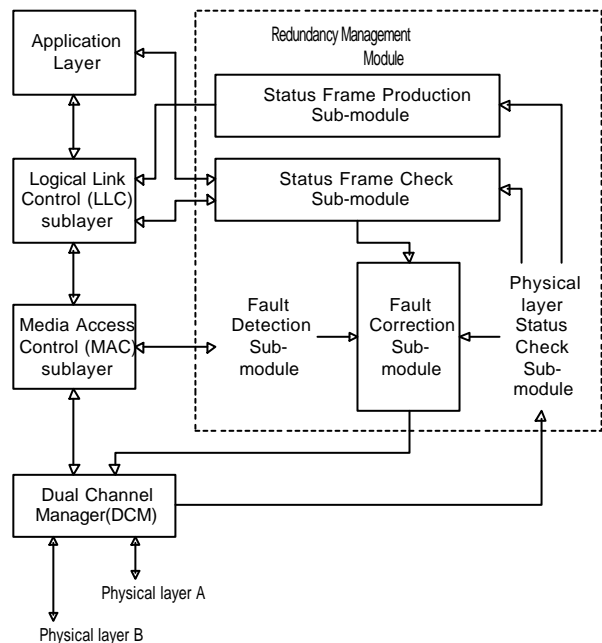 Application
Layer
Redundancy Management
Module
Status Frame Production
Sub-module
Logical Link
Control (LLC)
sublayer
Status Frame Check
Sub-module
Media Access
Control (MAC)
sublayer
Fault
Detection
Sub-
module
Fault
Correction
Sub-
module
Physical
layer
Status
Check
Sub-
module
Dual Channel
Manager(DCM)
Physical layer A
Physical layer B